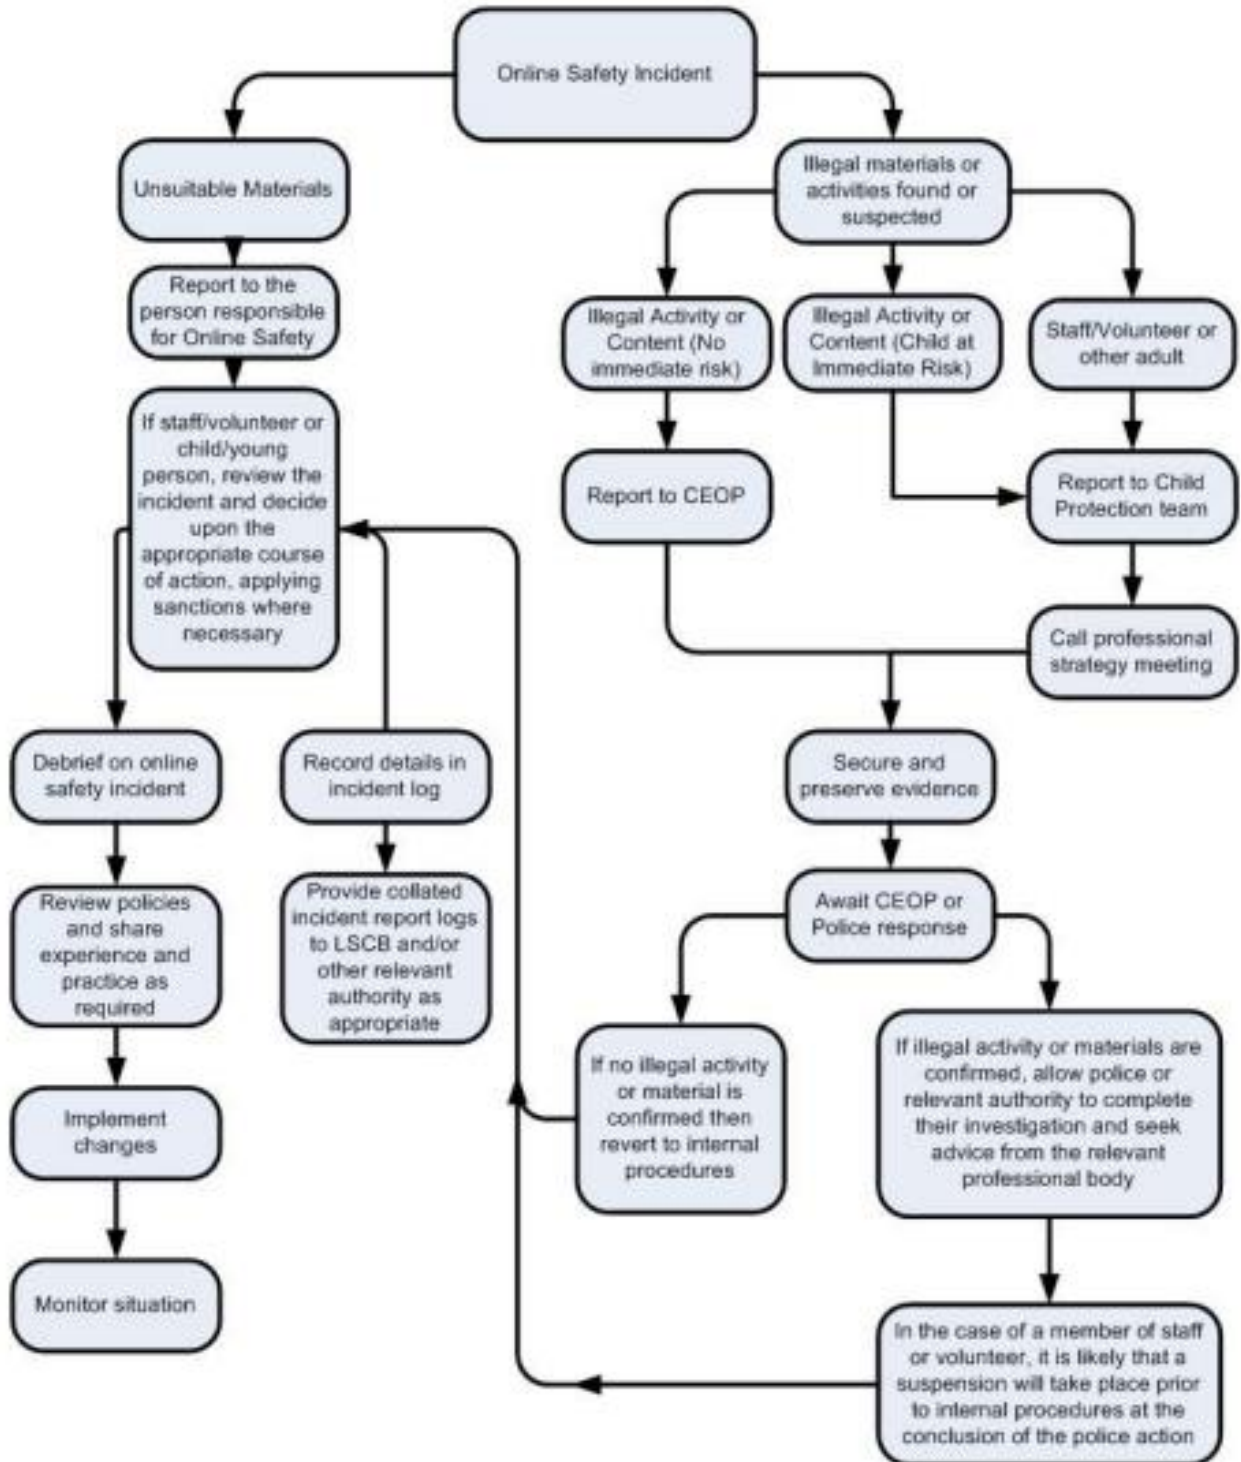 Online Safety Incident
Unsuitable Materials
Illegal materials or
activities found or
suspected
Report to the
person responsible
for Online Safety
Illegal Activity or
Content (No
immediate risk)
Illegal Activity or
Content (Child at
Immediate Risk)
Staff/Volunteer or
other adult
If staff/volunteer or
child/young
person, review the
incident and decide
upon the
appropriate course
of action, applying
sanctions where
necessary
Report to CEOP
Report to Child
Protection team
Call professional
strategy meeting
Debrief on online
safety incident
Record details in
incident log
Secure and
preserve evidence
Review policies
and share
experience and
practice as
required
Provide collated
incident report logs
to LSCB and/or
other relevant
authority as
appropriate
Await CEOP or
Police response
If no illegal activity
or material is
confirmed then
revert to internal
procedures
If illegal activity or materials are
confirmed, allow police or
relevant authority to complete
their investigation and seek
advice from the relevant
professional body
Implement
changes
Monitor situation
In the case of a member of staff
or volunteer, it is likely that a
suspension will take place prior
to internal procedures at the
conclusion of the police action